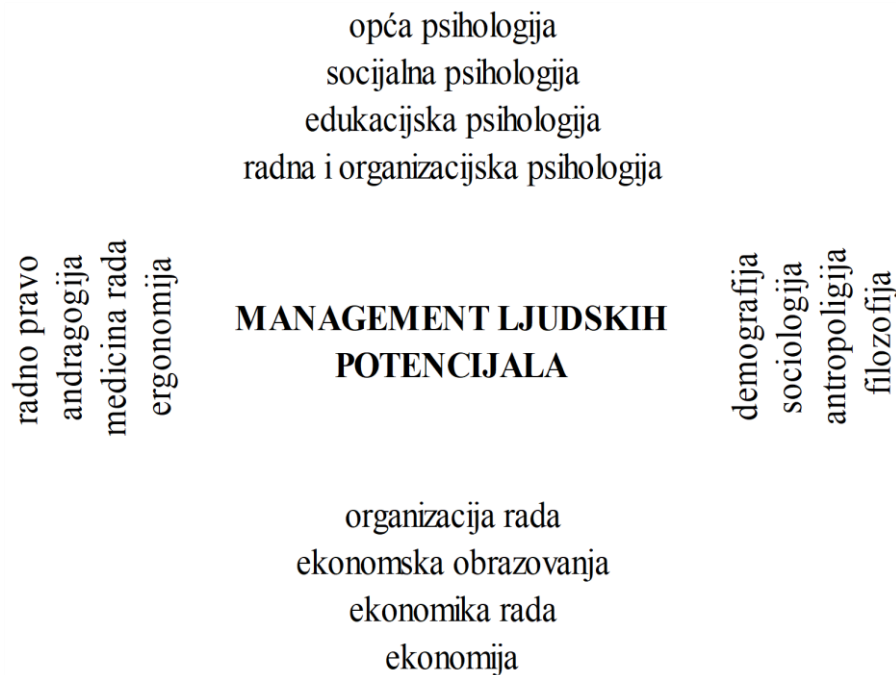 opća psihologija
socijalna psihologija
edukacijska psihologija
radna i organizacijska psihologija
radno pravo
andragogija
medicina rada
ergonomija
MANAGEMENT LJUDSKIH
POTENCIJALA
demografija
sociologija
antropoligija
filozofija
organizacija rada
ekonomska obrazovanja
ekonomika rada
ekonomija